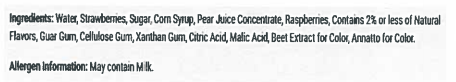 Ingredients: Water, Strawberries, Sugar, Corn Syrup, Pear Juice Concentrate, Raspberries, Contains 2% or less of Natural
Flavors, Guar Gum, Cellulose Gum, Xanthan Gum, Citric Acid, Malic Acid, Beet Extract for Color, Annatto for Color.
Allergen Information: May contain Milk.